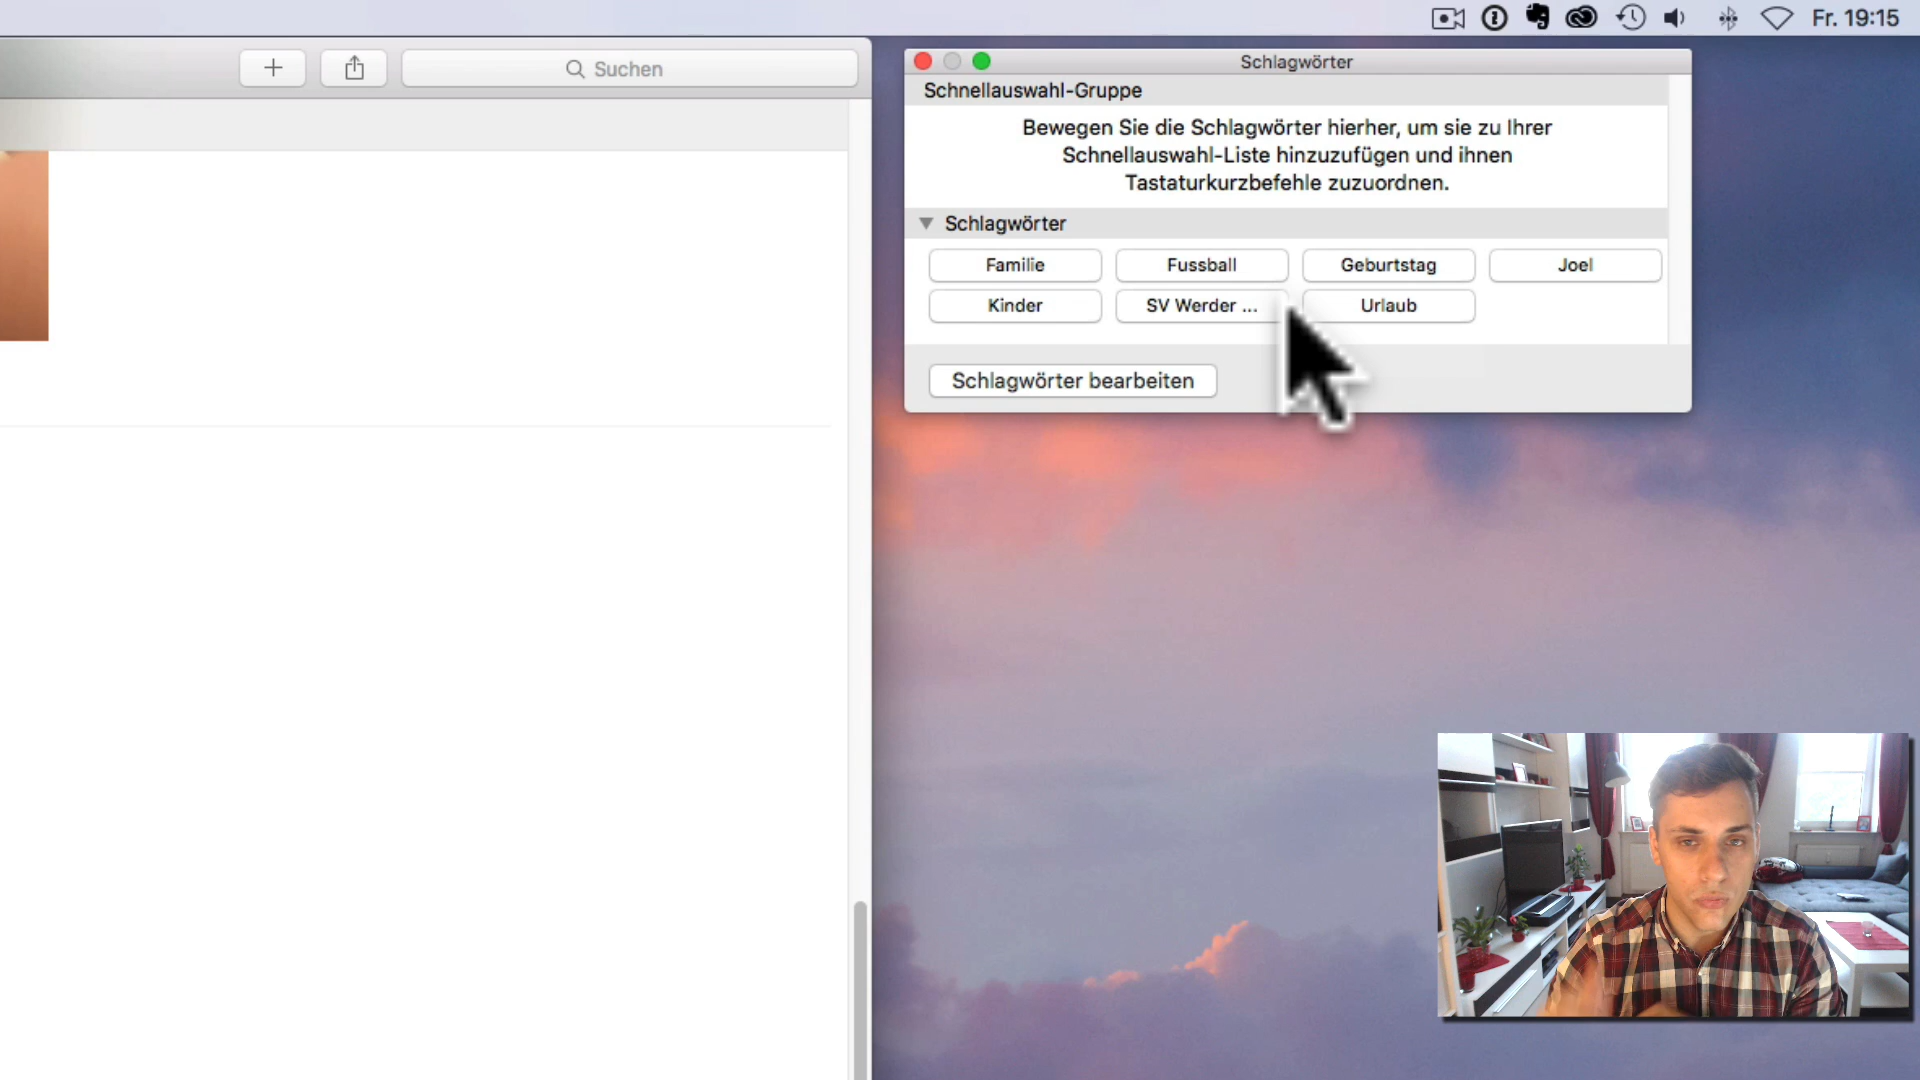 Fr. 19:15
Suchen
Schlagwörter
Schnellauswahl-Gruppe
Bewegen Sie die Schlagwörter hierher, um sie zu Ihrer
Schnellauswahl-Liste hinzuzufügen und ihnen
Tastaturkurzbefehle zuzuordnen.
Schlagwörter
Familie
Fussball
Geburtstag
Joel
Kinder
SV Werder ...
Urlaub
Schlagwörter bearbeiten